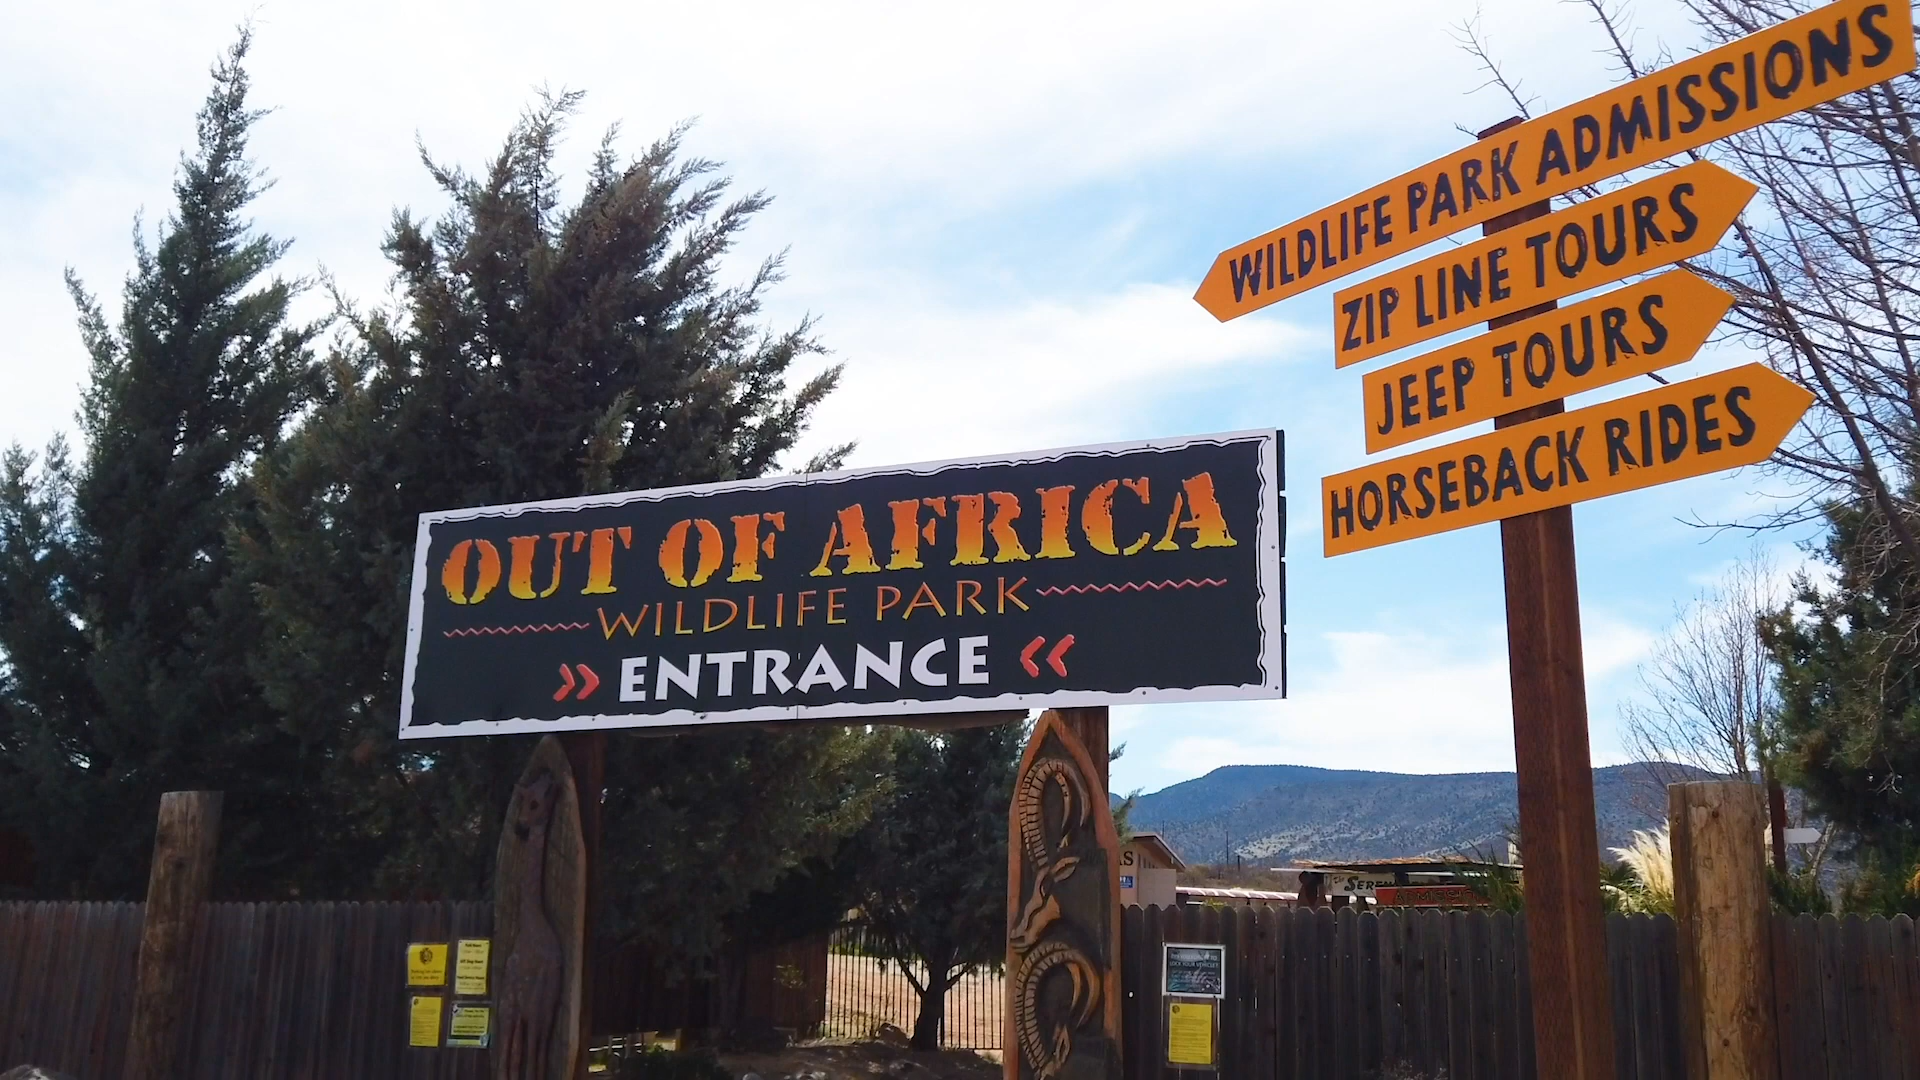 WILDLIFE PARK ADMISSIONS
ZIP LINE TOURS
JEEP TOURS
HORSEBACK RIDES
OUT OF AFRICA
WILDLIFE PARK
» ENTRANCE «